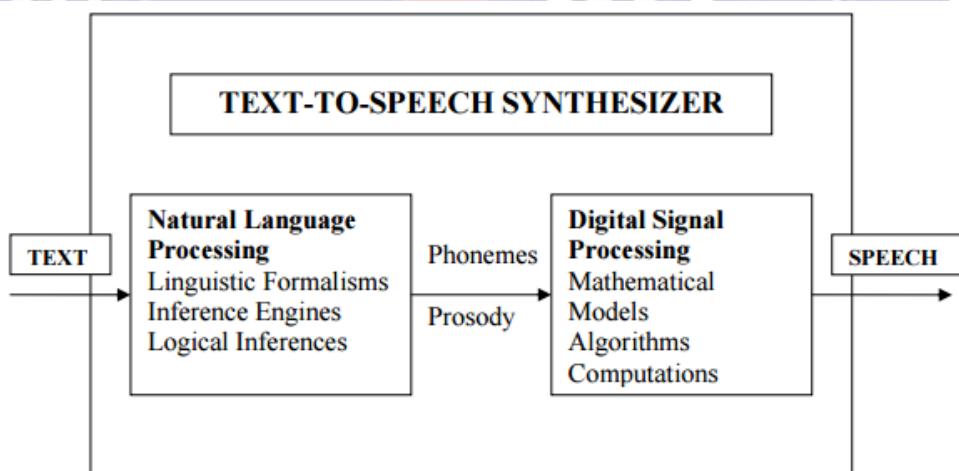 TEXT-TO-SPEECH SYNTHESIZER
TEXT
Natural Language
Processing
Linguistic Formalisms
Inference Engines
Logical Inferences
Phonemes
Prosody
Digital Signal
Processing
Mathematical
Models
Algorithms
Computations
SPEECH